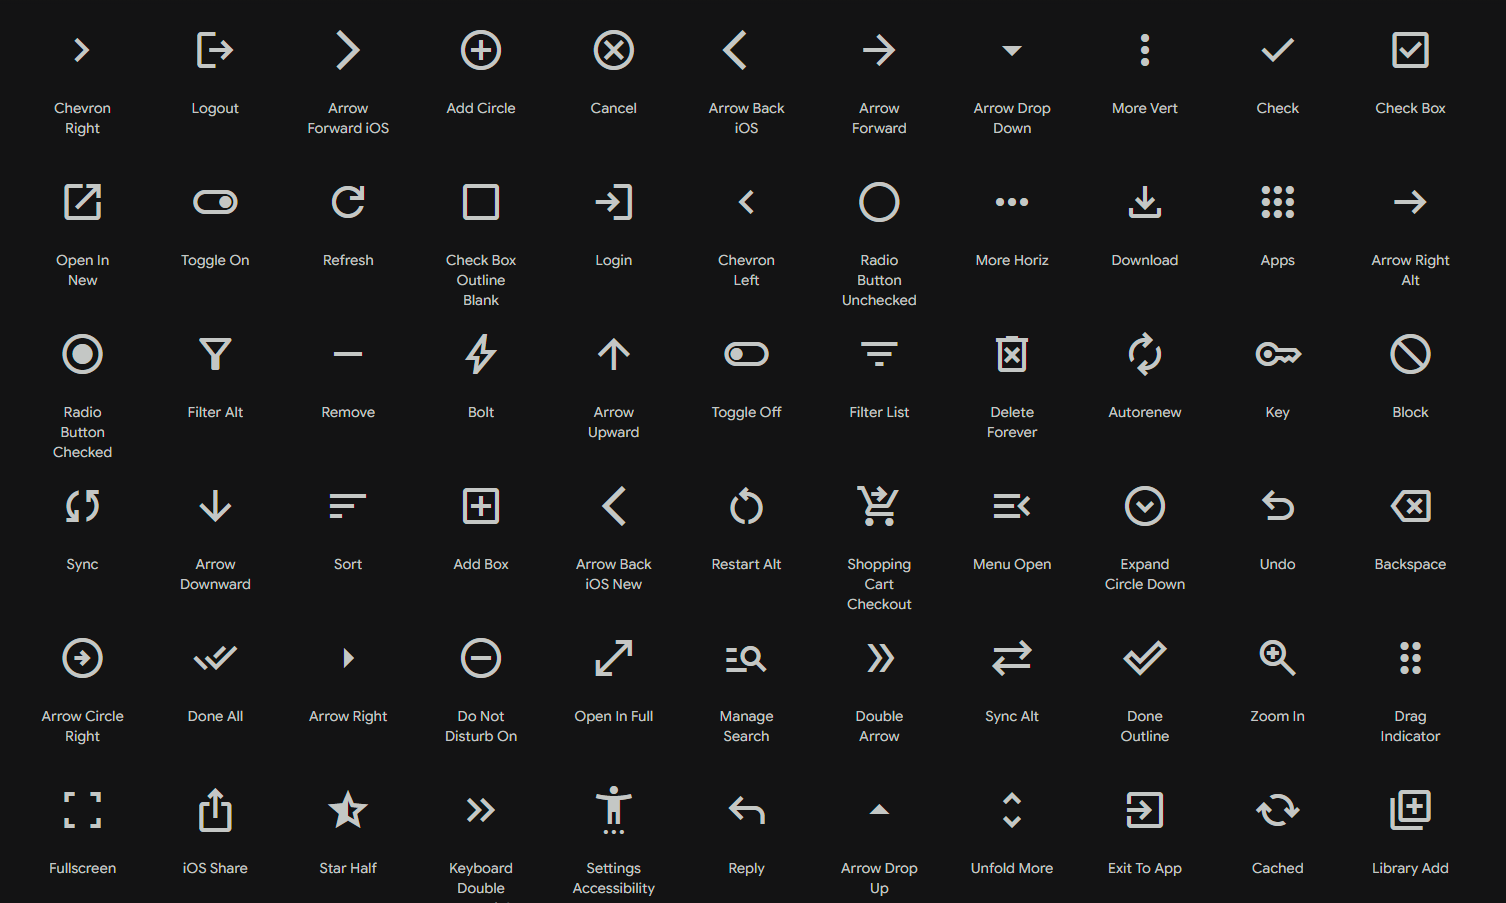 Chevron
Right
Logout
Arrow
Forward iOS
Add Circle
Cancel
Arrow Back
iOS
Arrow
Forward
Arrow Drop
Down
More Vert
Check
Check Box
Open In
New
Toggle On
Refresh
Check Box
Outline
Blank
Login
Chevron
Left
Radio
Button
Unchecked
More Horiz
Download
Apps
Arrow Right
Alt
Radio
Button
Checked
Filter Alt
Remove
Bolt
Arrow
Upward
Toggle Off
Filter List
Delete
Forever
Autorenew
Key
Block
Sync
Arrow
Downward
Sort
Add Box
Arrow Back
iOS New
Restart Alt
Shopping
Cart
Checkout
Menu Open
Expand
Circle Down
Undo
Backspace
Arrow Circle
Right
Done All
Arrow Right
Do Not
Disturb On
Open In Full
Manage
Search
Double
Arrow
Sync Alt
Done
Outline
Zoom In
Drag
Indicator
Fullscreen
iOS Share
Star Half
Keyboard
Double
Settings
Accessibility
Reply
Arrow Drop
Up
Unfold More
Exit To App
Cached
Library Add